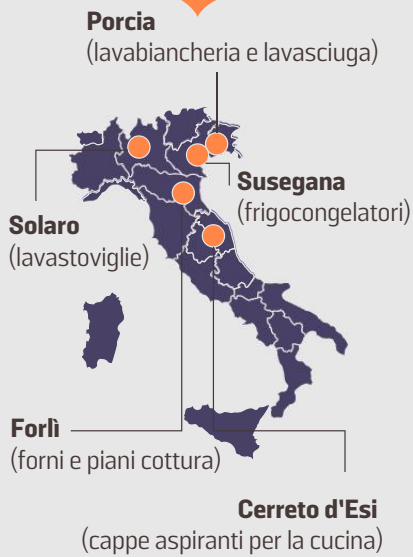 Porcia
(lavabiancheria e lavasciuga)
Susegana
(frigocongelatori)
Solaro
(lavastoviglie)
Forlì
(forni e piani cottura)
Cerreto d'Esi
(cappe aspiranti per la cucina)